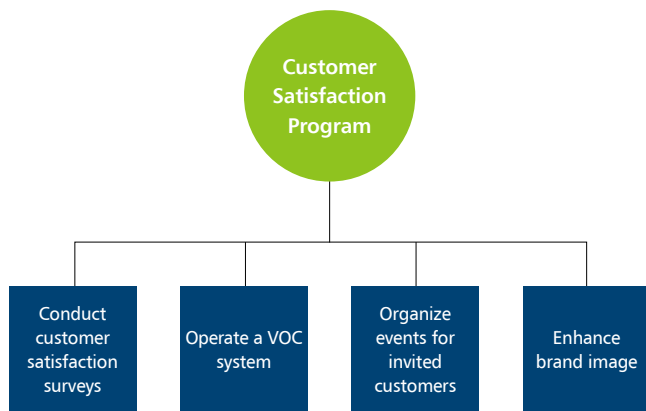 Customer
Satisfaction
Program
Conduct
customer
satisfaction
surveys
Operate a VOC
system
Organize
events for
invited
customers
Enhance
brand image